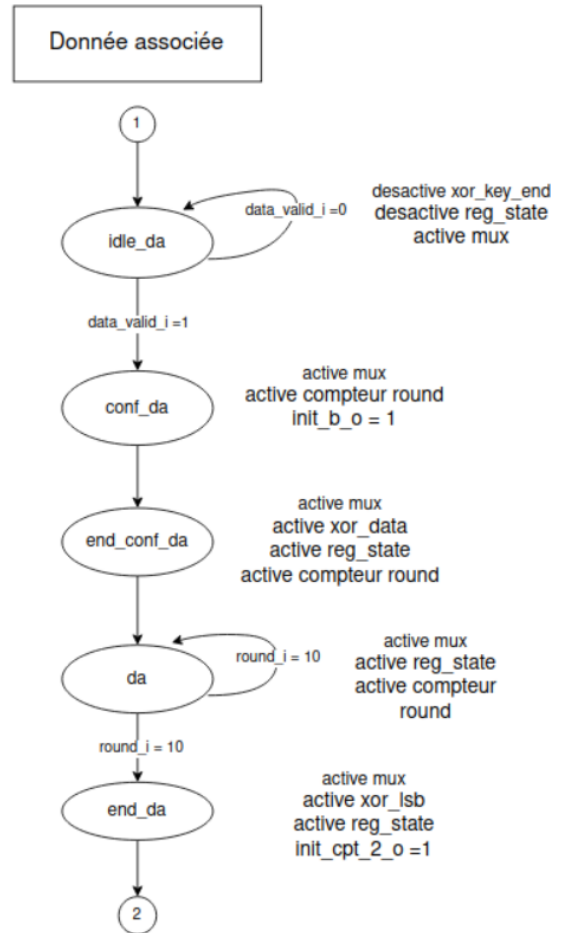 Donnée associée
1
data_valid_i =0
idle_da
desactive xor_key_end
desactive reg_state
active mux
data_valid_i =1
conf_da
active mux
active compteur round
init_b_o = 1
end_conf_da
active mux
active xor_data
active reg_state
active compteur round
da
round_i = 10
active mux
active reg_state
active compteur
round
round_i = 10
end_da
active mux
active xor_lsb
active reg_state
init_cpt_2_o =1
2